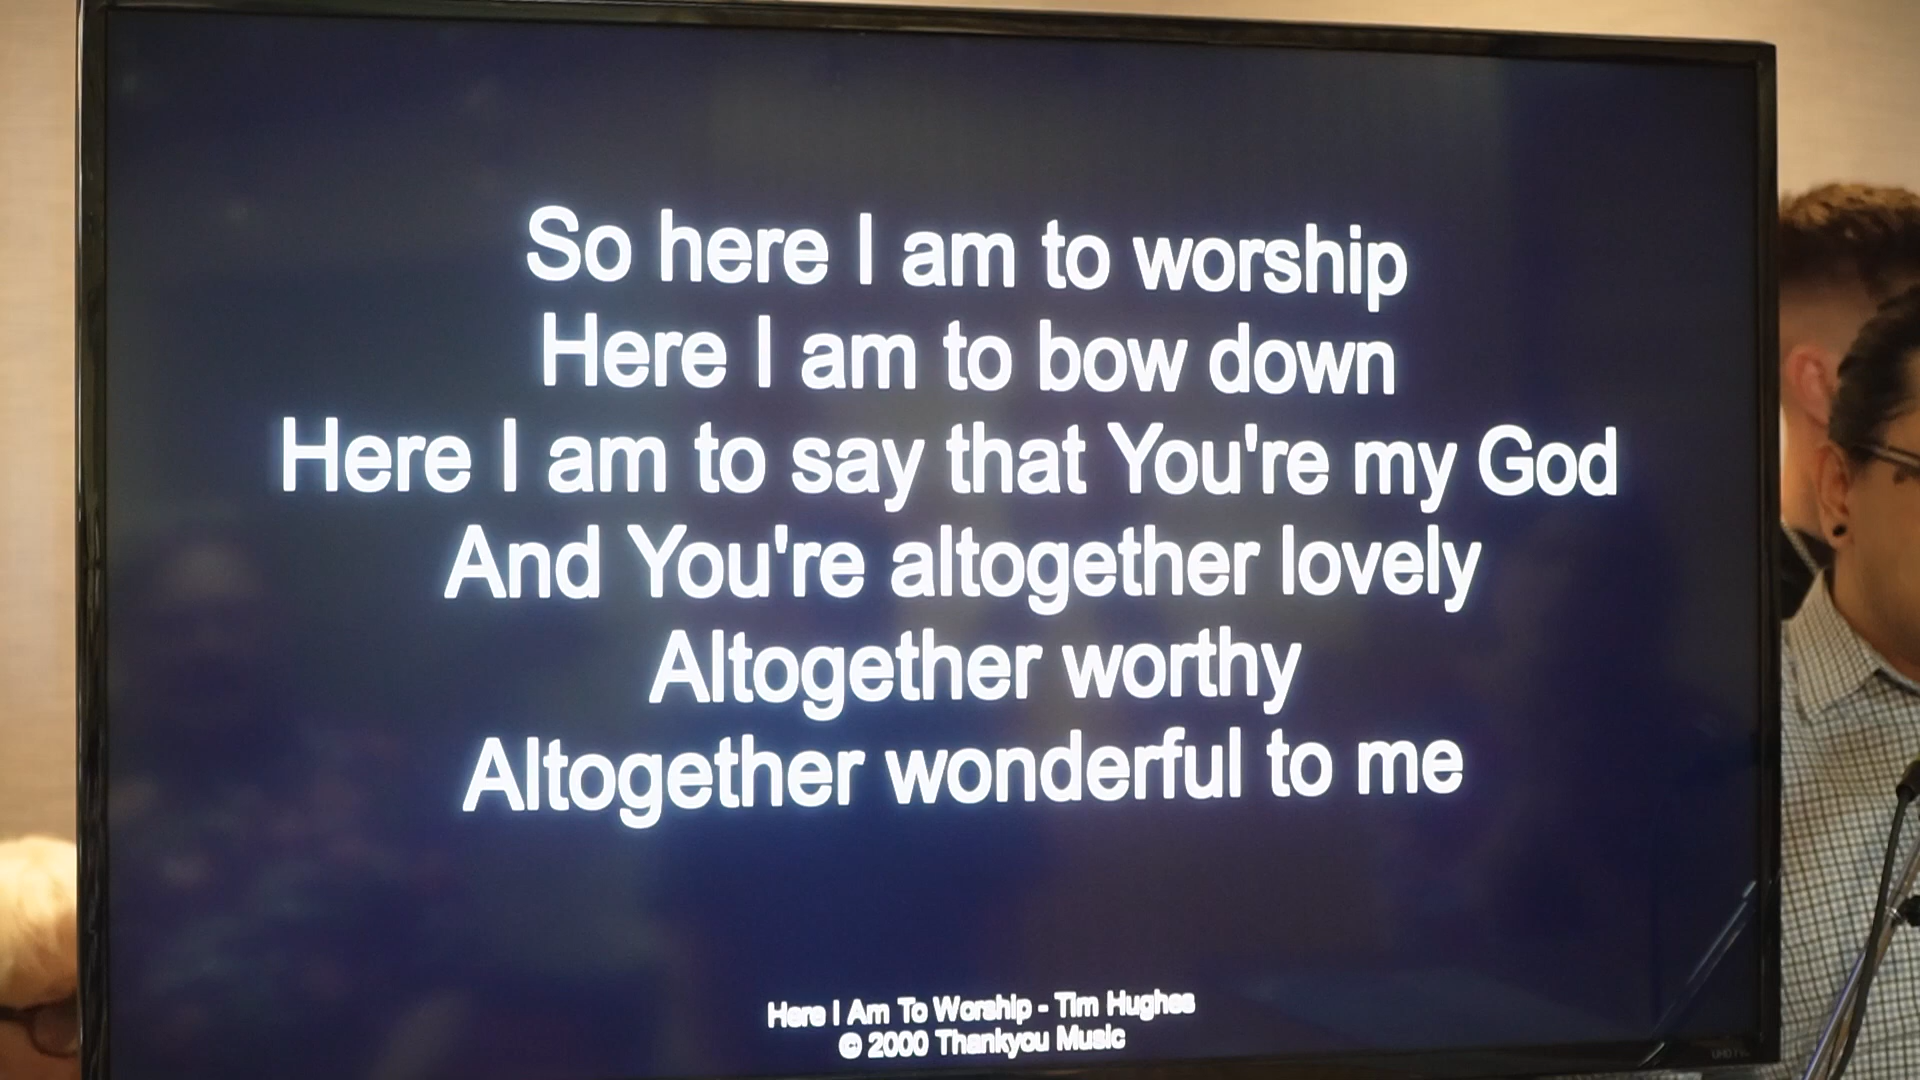 So here I am to worship
Here I am to bow down
Here I am to say that You're my God
And You're altogether lovely
Altogether worthy
Altogether wonderful to me
Here I Am To Worship - Tim Hughes
© 2000 Thankyou Music